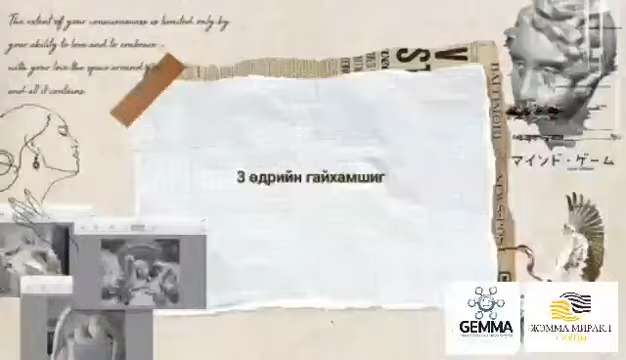 The extent of your consciousness is limited only by
your ability to love and to embrace
with your love the space around you
and all it contains
3 өдрийн гайхамшиг
マインド・ゲーム
GEMMA
ЖЭММА МИРАКЛ